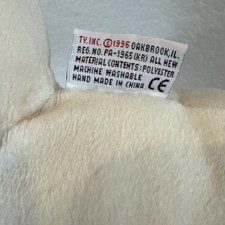 TY, INC. ©1996 OAKBROOK, IL.
REG. NO. PA-1965(KR) ALL NEW
MATERIAL CONTENTS: POLYESTER
MACHINE WASHABLE
HAND MADE IN CHINA CE